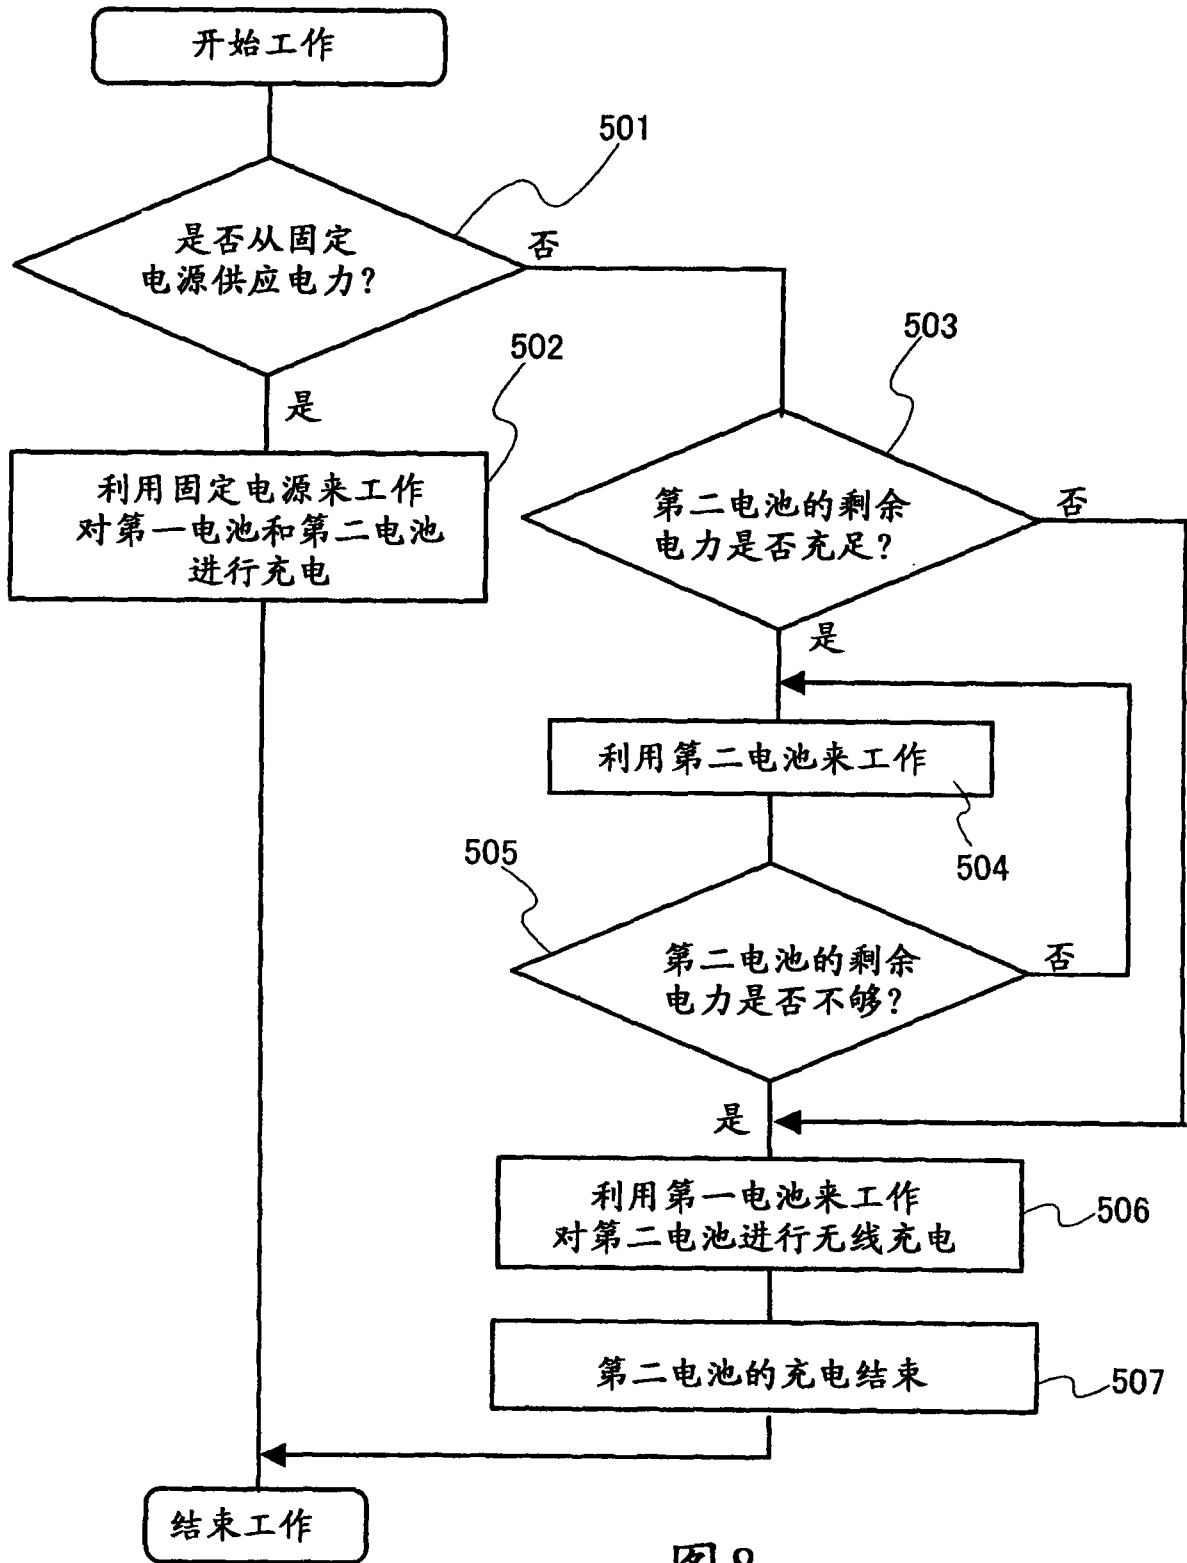 开始工作
501
是否从固定
电源供应电力?
否
502
503
是
利用固定电源来工作
对第一电池和第二电池
进行充电
第二电池的剩余
电力是否充足?
否
是
利用第二电池来工作
504
505
第二电池的剩余
电力是否不够?
否
是
利用第一电池来工作
对第二电池进行无线充电
506
第二电池的充电结束
507
结束工作